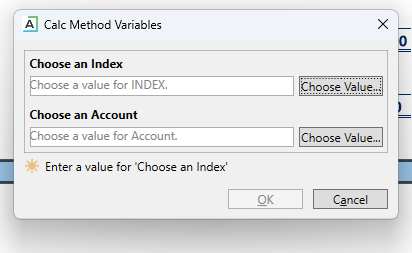 A Calc Method Variables
0
Choose an Index
Choose a value for INDEX. Choose Value...
Choose an Account
Choose a value for Account. Choose Value...
Enter a value for 'Choose an Index'
OK Cancel